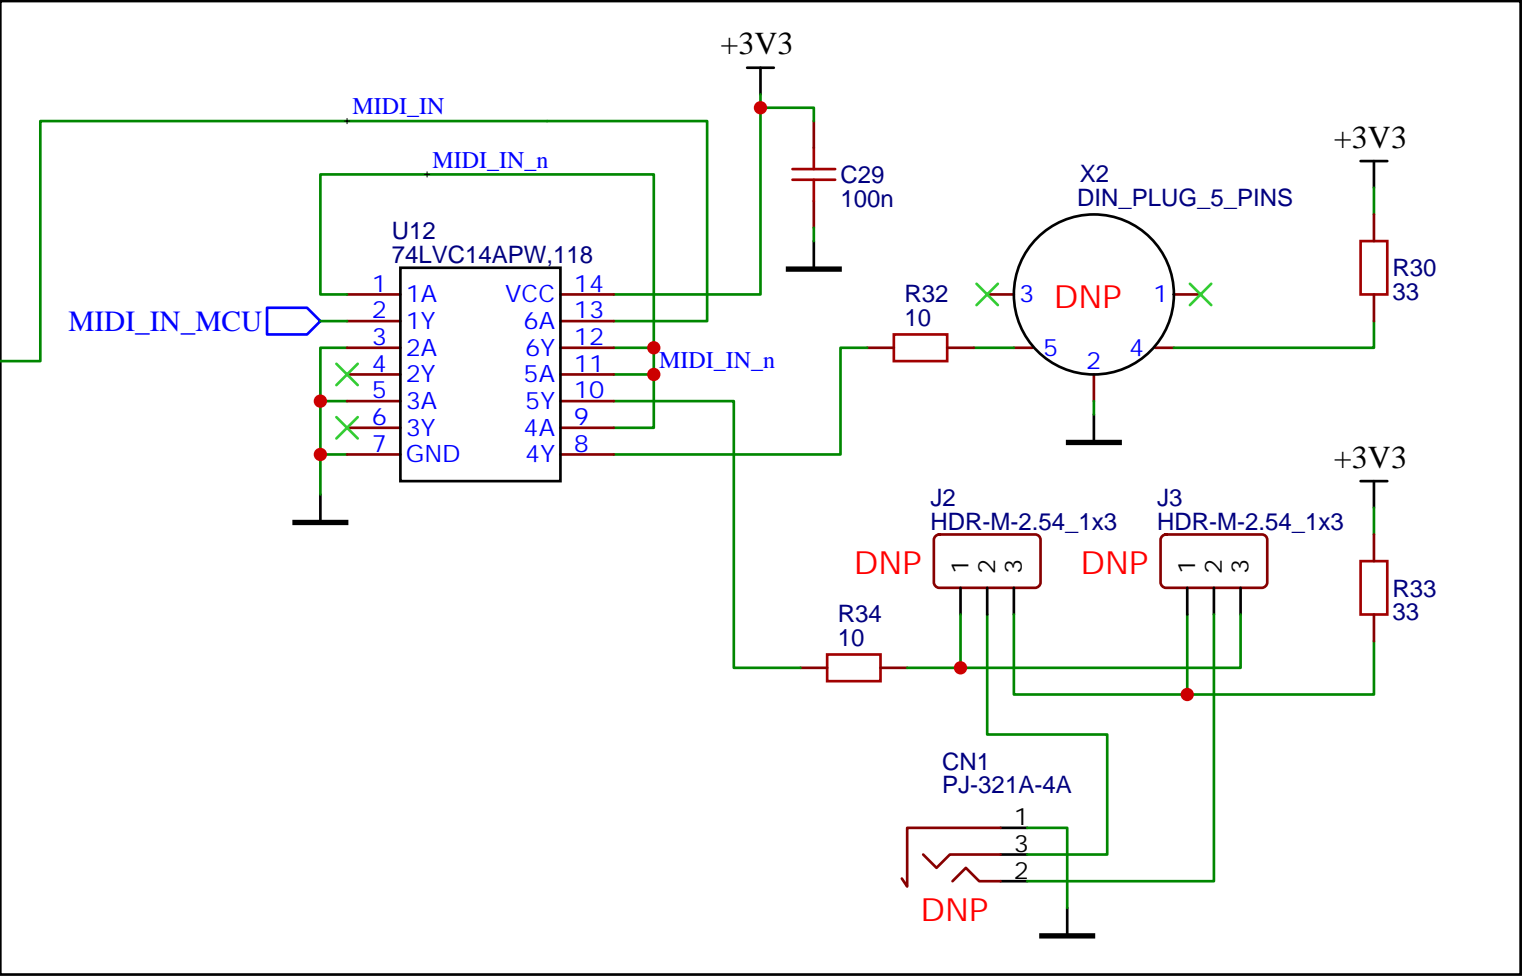 +3V3
MIDI_IN
MIDI_IN_n
+3V3
C29
100n
X2
DIN_PLUG_5_PINS
U12
74LVC14APW,118
1 1A VCC 14
MIDI_IN_MCU 2 1Y 6A 13
3 2A 6Y 12
4 2Y 5A 11 MIDI_IN_n
5 3A 5Y 10
6 3Y 4A 9
7 GND 4Y 8
R32
10
3 DNP 1
5 2 4
R30
33
+3V3
J2
HDR-M-2.54_1x3
DNP
1 2 3
J3
HDR-M-2.54_1x3
DNP
1 2 3
R33
33
R34
10
CN1
PJ-321A-4A
1
3
2
DNP